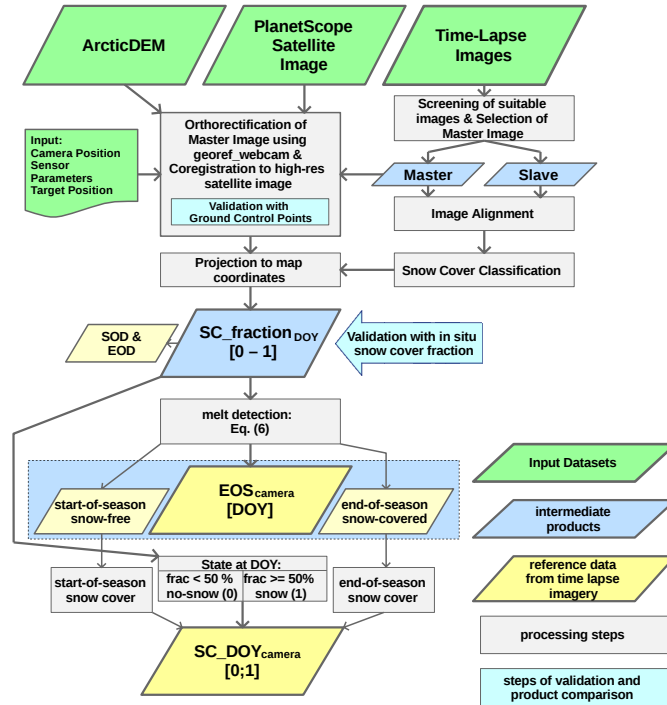 ArcticDEM
PlanetScope
Satellite
Image
Time-Lapse
Images
Screening of suitable
images & Selection of
Master Image
Input:
Camera Position
Sensor
Parameters
Target Position
Orthorectification of
Master Image using
georef_webcam &
Coregistration to high-res
satellite image
Validation with
Ground Control Points
Master
Slave
Image Alignment
Projection to map
coordinates
Snow Cover Classification
SOD &
EOD
SC_fraction DOY
[0 – 1]
Validation with in situ
snow cover fraction
melt detection:
Eq. (6)
start-of-season
snow-free
EOS camera
[DOY]
end-of-season
snow-covered
start-of-season
snow cover
State at DOY:
frac < 50 %
no-snow (0)
frac >= 50%
snow (1)
end-of-season
snow cover
SC_DOY camera
[0;1]
Input Datasets
intermediate
products
reference data
from time lapse
imagery
processing steps
steps of validation and
product comparison